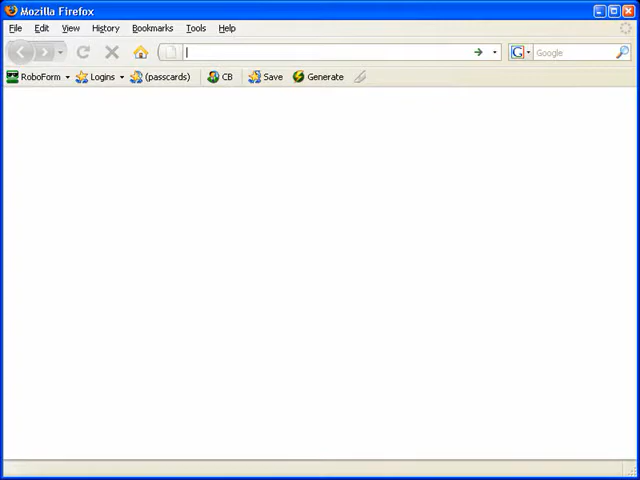 Mozilla Firefox
File Edit View History Bookmarks Tools Help
G Google
RoboForm Logins (passcards) CB Save Generate